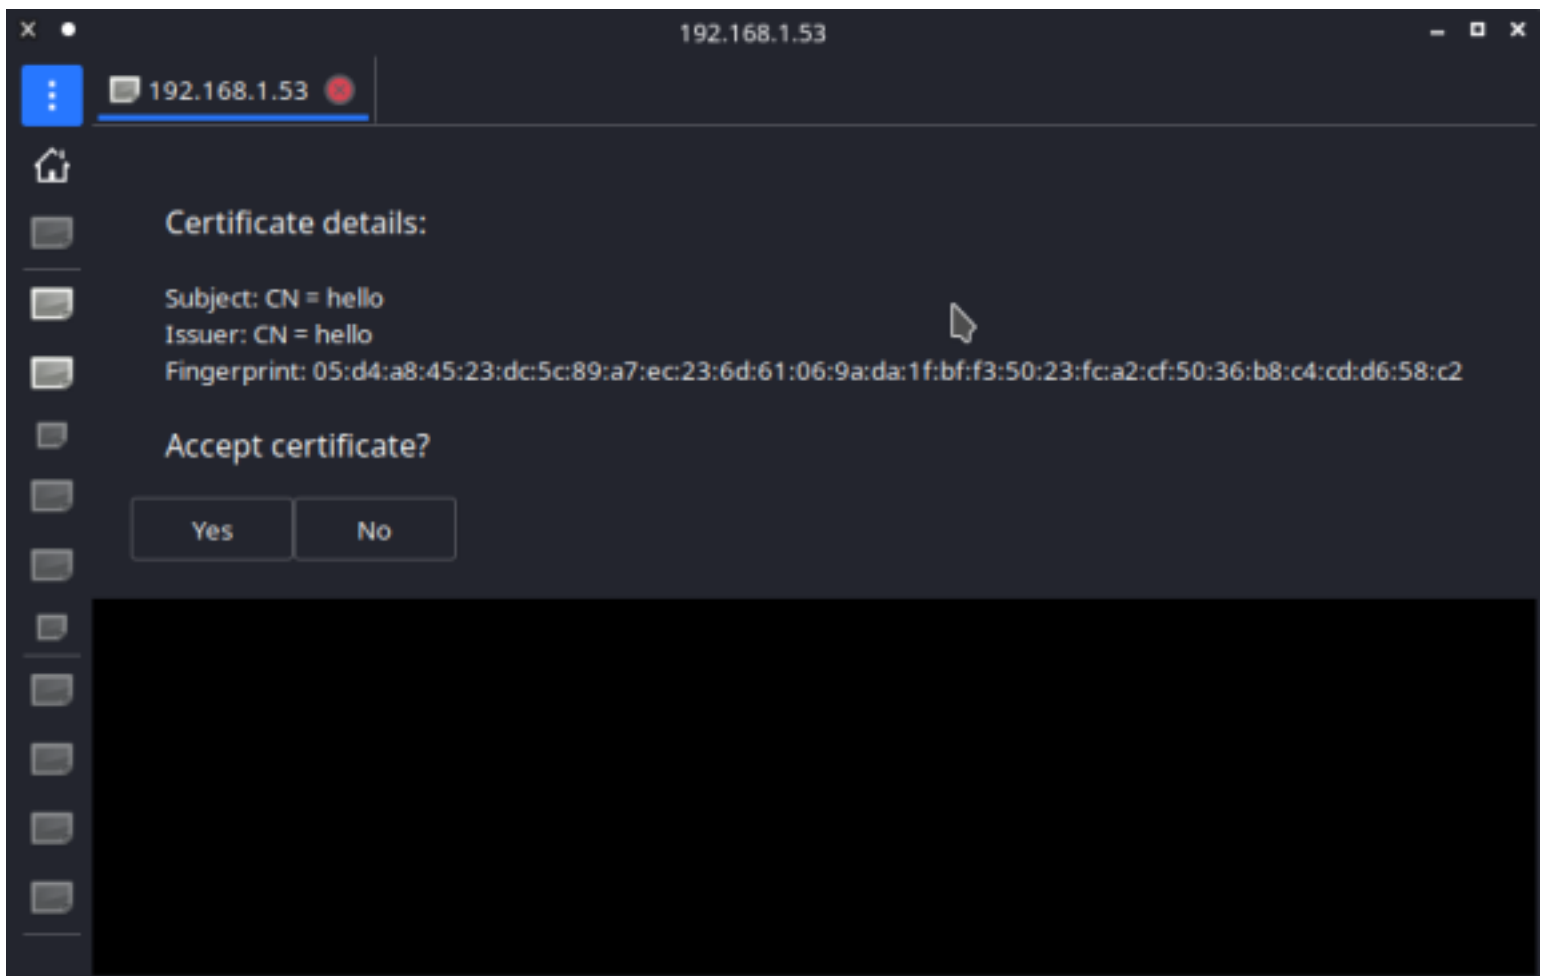 192.168.1.53
192.168.1.53
Certificate details:
Subject: CN = hello
Issuer: CN = hello
Fingerprint: 05:d4:a8:45:23:dc:5c:89:a7:ec:23:6d:61:06:9a:da:1f:bf:f3:50:23:fc:a2:cf:50:36:b8:c4:cd:d6:58:c2
Accept certificate?
Yes No